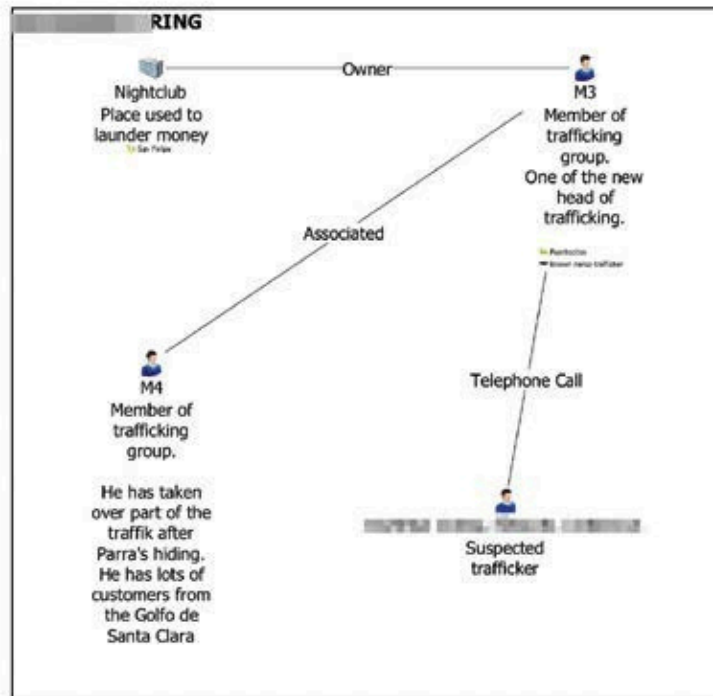 RING
Owner
Nightclub
Place used to
launder money
San Felipe
M3
Member of
trafficking
group.
One of the new
head of
trafficking.
Associated
M4
Member of
trafficking
group.
He has taken
over part of the
traffik after
Parra's hiding.
He has lots of
customers from
the Golfo de
Santa Clara
Telephone Call
Suspected
trafficker